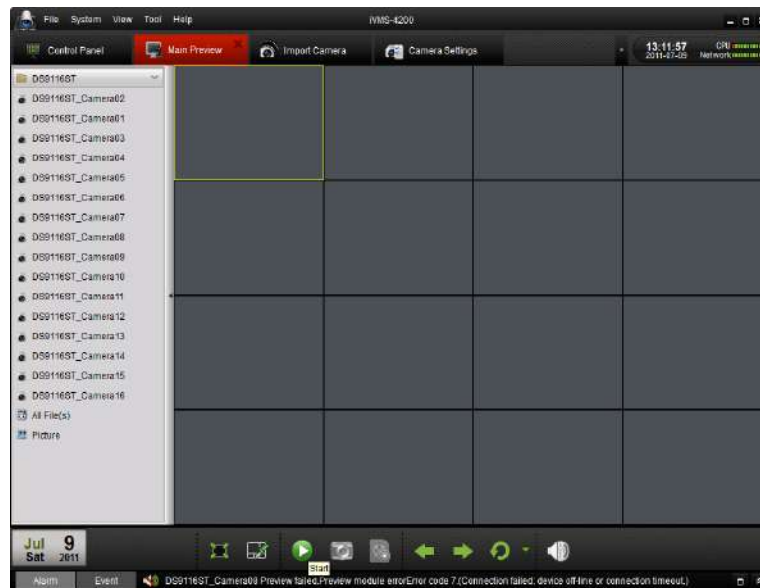 File System View Tool Help iVMS-4200
Control Panel Main Preview Import Camera Camera Settings 13:11:57 CPU
2011-07-09 Network
DS9116ST
DS9116ST_Camera02
DS9116ST_Camera01
DS9116ST_Camera03
DS9116ST_Camera04
DS9116ST_Camera05
DS9116ST_Camera06
DS9116ST_Camera07
DS9116ST_Camera08
DS9116ST_Camera09
DS9116ST_Camera10
DS9116ST_Camera11
DS9116ST_Camera12
DS9116ST_Camera13
DS9116ST_Camera14
DS9116ST_Camera15
DS9116ST_Camera16
All File(s)
Picture
Jul 9
Sat 2011
Start
Alarm Event DS9116ST_Camera08 Preview failed.Preview module errorError code 7.(Connection failed: device off-line or connection timeout.)